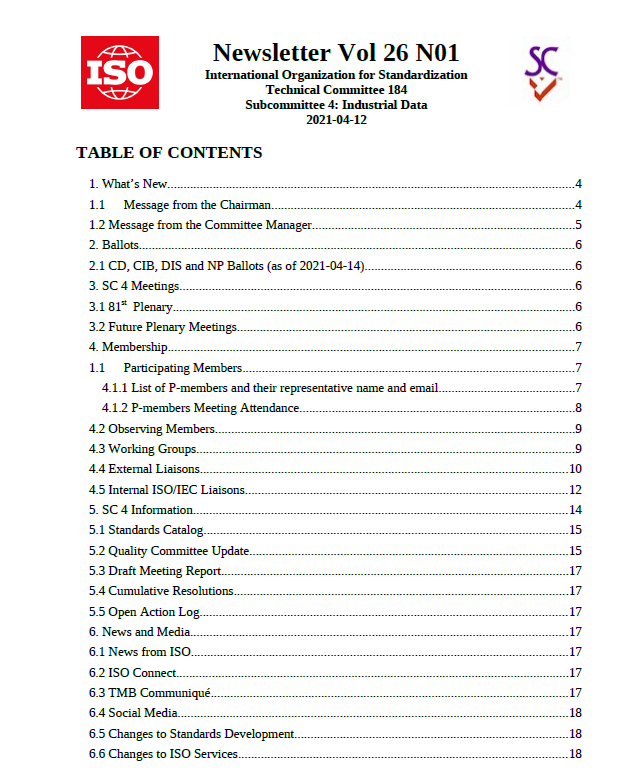 ISO
SC
Newsletter Vol 26 N01
International Organization for Standardization
Technical Committee 184
Subcommittee 4: Industrial Data
2021-04-12
TABLE OF CONTENTS
1. What's New....................4
1.1 Message from the Chairman....................4
1.2 Message from the Committee Manager....................5
2. Ballots....................6
2.1 CD, CIB, DIS and NP Ballots (as of 2021-04-14)....................6
3. SC 4 Meetings....................6
3.1 81st Plenary....................6
3.2 Future Plenary Meetings....................6
4. Membership....................7
1.1 Participating Members....................7
4.1.1 List of P-members and their representative name and email....................7
4.1.2 P-members Meeting Attendance....................8
4.2 Observing Members....................9
4.3 Working Groups....................9
4.4 External Liaisons....................10
4.5 Internal ISO/IEC Liaisons....................12
5. SC 4 Information....................14
5.1 Standards Catalog....................15
5.2 Quality Committee Update....................15
5.3 Draft Meeting Report....................17
5.4 Cumulative Resolutions....................17
5.5 Open Action Log....................17
6. News and Media....................17
6.1 News from ISO....................17
6.2 ISO Connect....................17
6.3 TMB Communiqué....................17
6.4 Social Media....................18
6.5 Changes to Standards Development....................18
6.6 Changes to ISO Services....................18